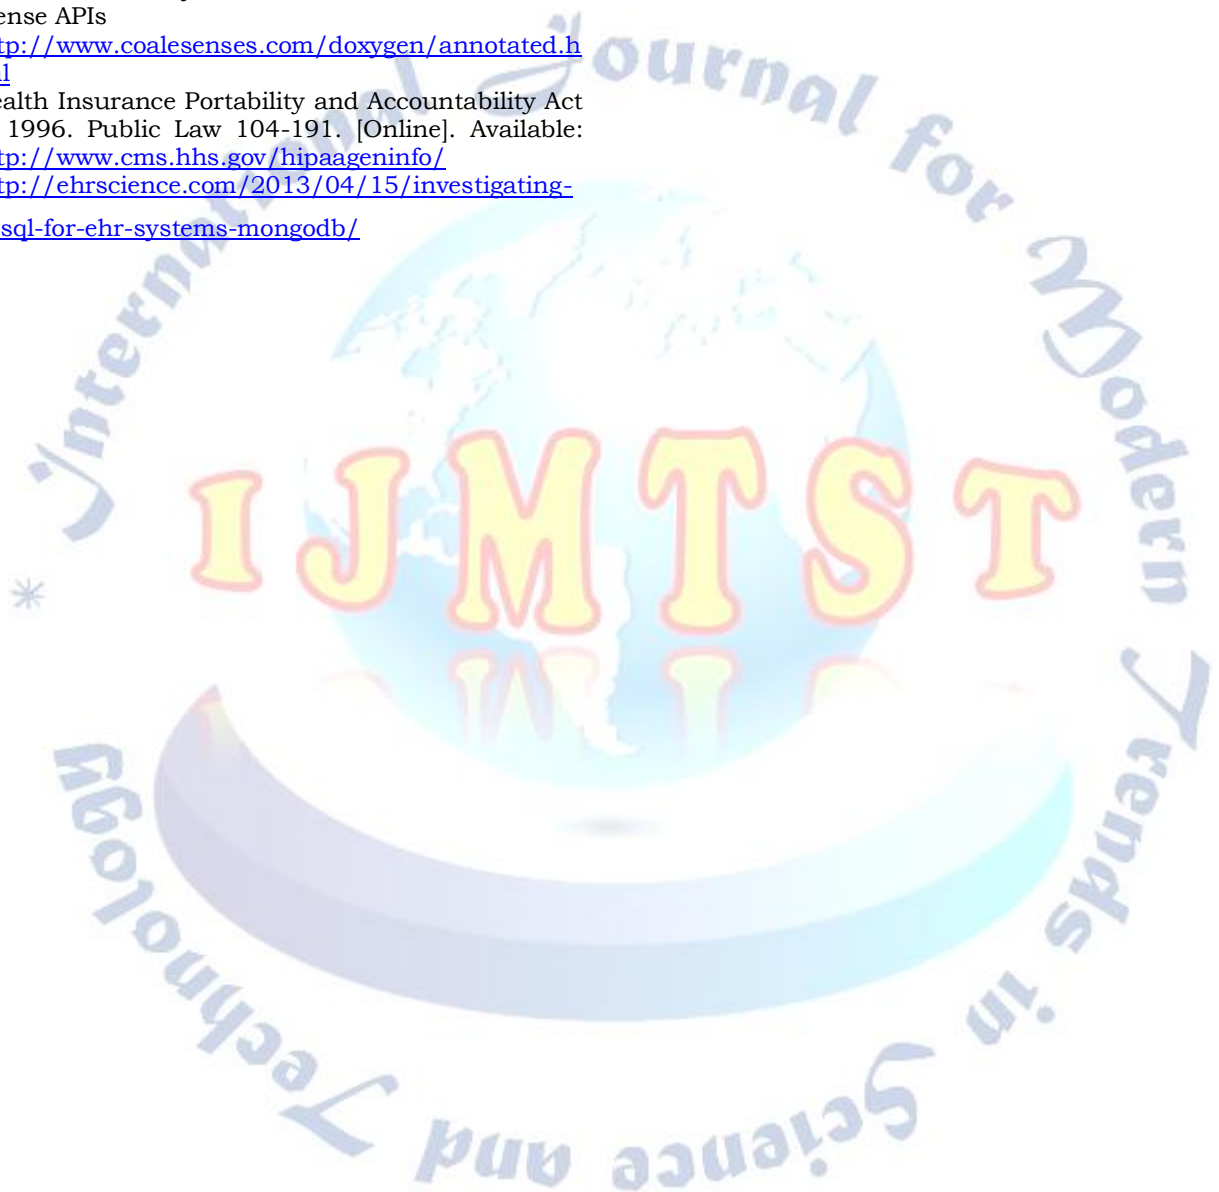 ense APIs
tp://www.coalesenses.com/doxygen/annotated.h
l
ealth Insurance Portability and Accountability Act
1996. Public Law 104-191. [Online]. Available:
tp://www.cms.hhs.gov/hipaageninfo/
tp://ehrscience.com/2013/04/15/investigating-
sql-for-ehr-systems-mongodb/
International Journal for Modern Trends in Science and Technology
*
IJMTST